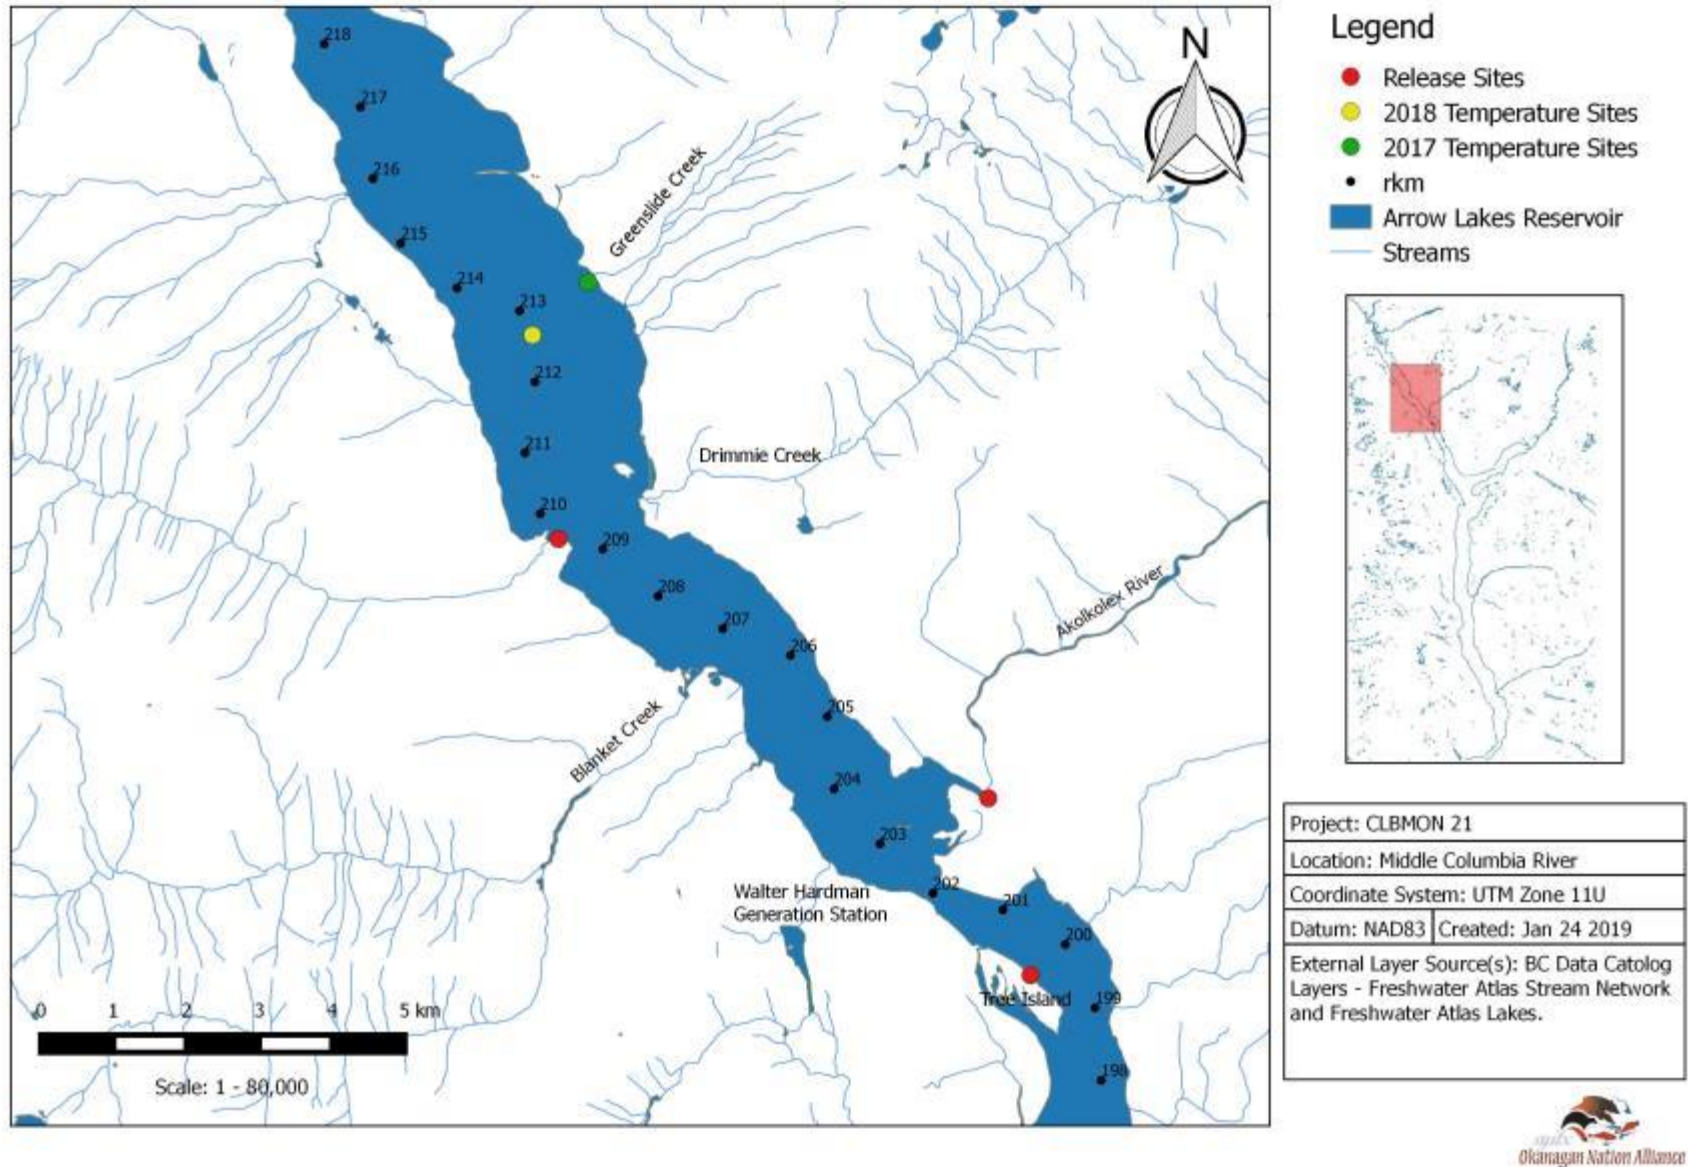 218
217
216
215
214
213
212
211
210
209
208
207
206
205
204
203
202
201
200
199
198
Greenslide Creek
Drimmie Creek
Akolkolex River
Blanket Creek
Walter Hardman
Generation Station
Tree Island
0 1 2 3 4 5 km
Scale: 1 - 80,000
N
Legend
Release Sites
2018 Temperature Sites
2017 Temperature Sites
rkm
Arrow Lakes Reservoir
Streams
Project: CLBMON 21
Location: Middle Columbia River
Coordinate System: UTM Zone 11U
Datum: NAD83 Created: Jan 24 2019
External Layer Source(s): BC Data Catolog
Layers - Freshwater Atlas Stream Network
and Freshwater Atlas Lakes.
Okanagan Nation Alliance